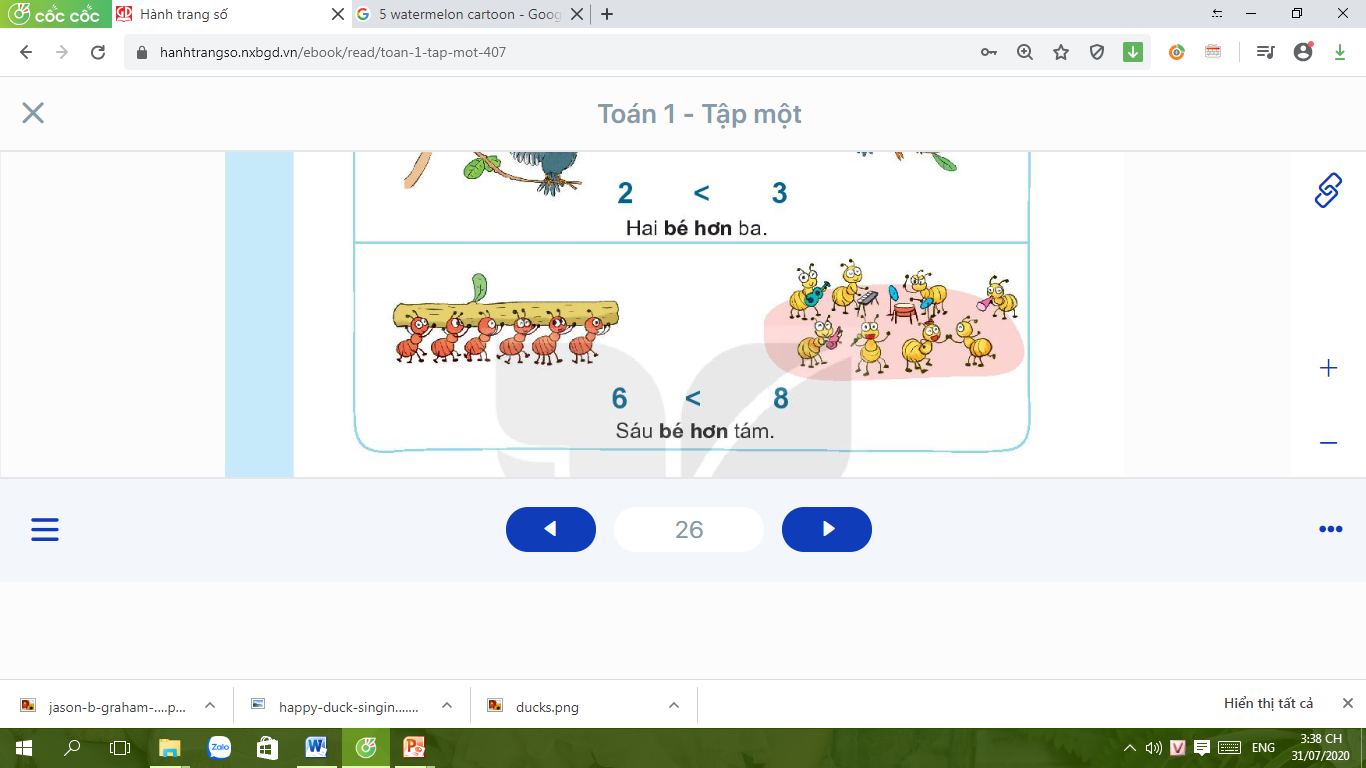 cốc cốc
Hành trang số
5 watermelon cartoon - Goog
hanhtrangso.nxbgd.vn/ebook/read/toan-1-tap-mot-407
Toán 1 - Tập một
2 < 3
Hai bé hơn ba.
6 < 8
Sáu bé hơn tám.
26
jason-b-graham-....p...
happy-duck-singin.......
ducks.png
Hiển thị tất cả
Zalo
ENG
3:38 CH
31/07/2020